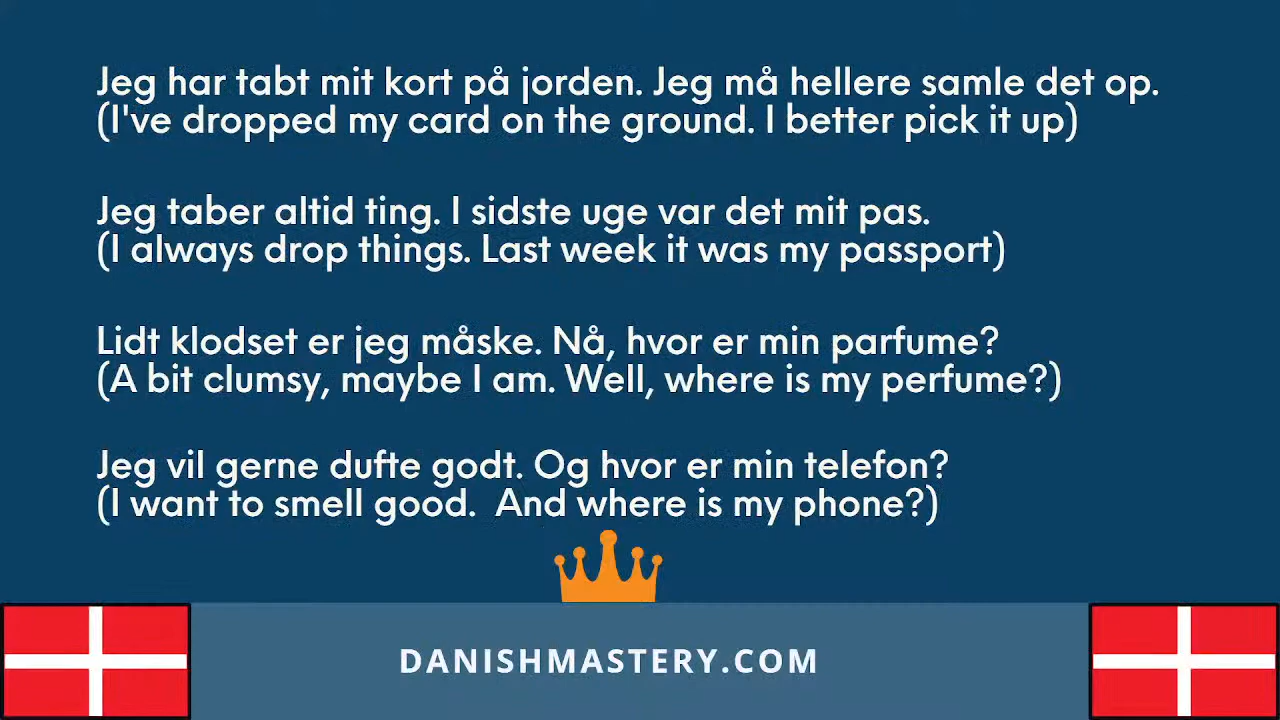 Jeg har tabt mit kort på jorden. Jeg må hellere samle det op.
(I've dropped my card on the ground. I better pick it up)
Jeg taber altid ting. I sidste uge var det mit pas.
(I always drop things. Last week it was my passport)
Lidt klodset er jeg måske. Nå, hvor er min parfume?
(A bit clumsy, maybe I am. Well, where is my perfume?)
Jeg vil gerne dufte godt. Og hvor er min telefon?
(I want to smell good.  And where is my phone?)
DANISHMASTERY.COM